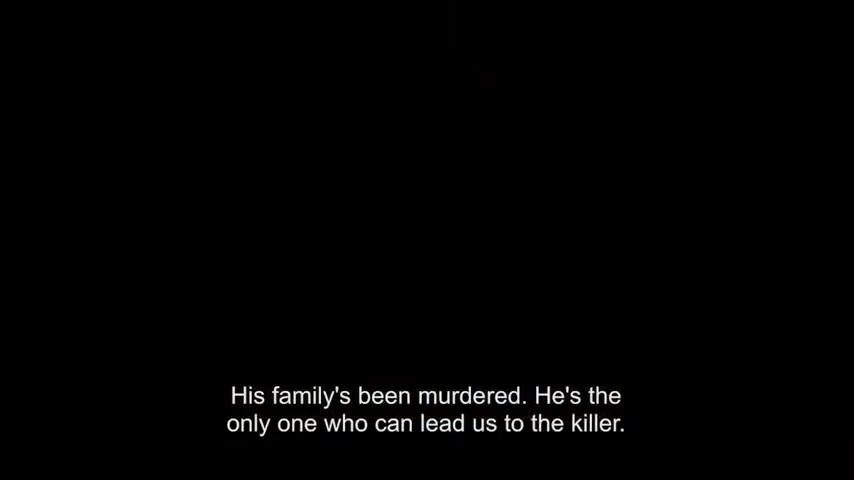 His family's been murdered. He's the
only one who can lead us to the killer.